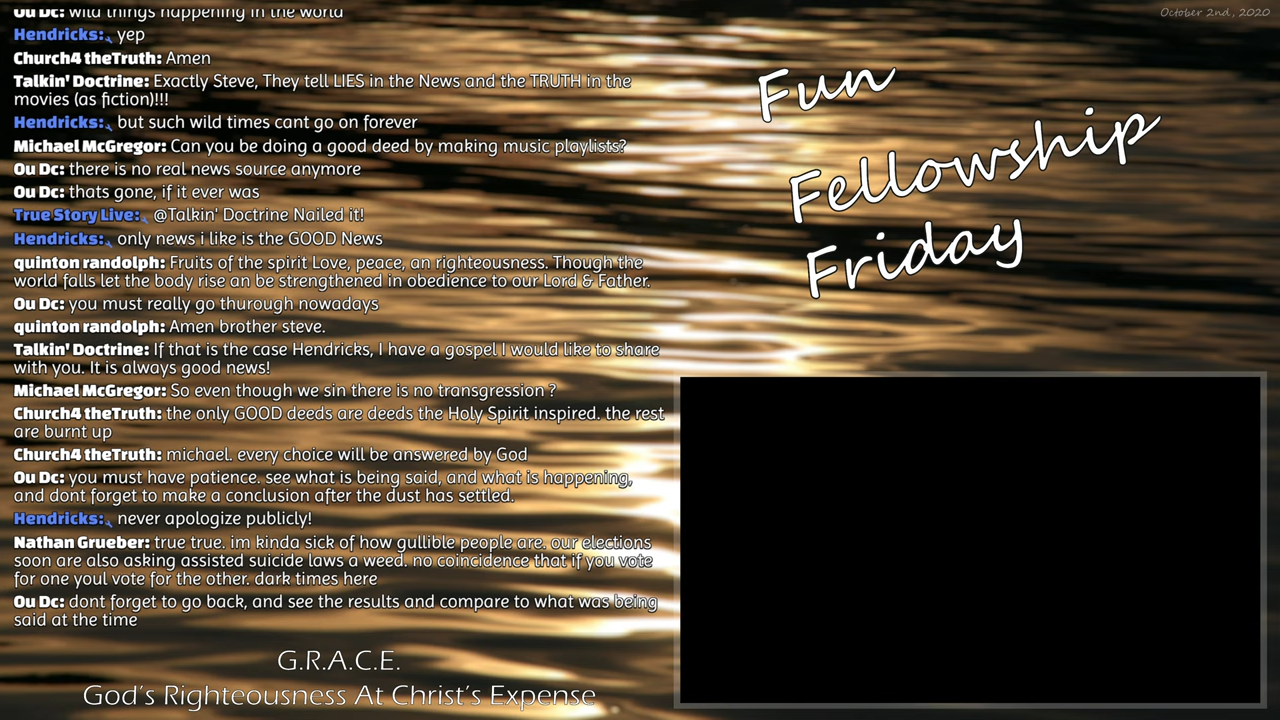 Ou Dc: wild things happening in the world
Hendricks: yep
Church4 theTruth: Amen
Talkin' Doctrine: Exactly Steve, They tell LIES in the News and the TRUTH in the
movies (as fiction)!!!
Hendricks: but such wild times cant go on forever
Michael McGregor: Can you be doing a good deed by making music playlists?
Ou Dc: there is no real news source anymore
Ou Dc: thats gone, if it ever was
True Story Live: @Talkin' Doctrine Nailed it!
Hendricks: only news i like is the GOOD News
quinton randolph: Fruits of the spirit Love, peace, an righteousness. Though the
world falls let the body rise an be strengthened in obedience to our Lord & Father.
Ou Dc: you must really go thurough nowadays
quinton randolph: Amen brother steve.
Talkin' Doctrine: If that is the case Hendricks, I have a gospel I would like to share
with you. It is always good news!
Michael McGregor: So even though we sin there is no transgression ?
Church4 theTruth: the only GOOD deeds are deeds the Holy Spirit inspired. the rest
are burnt up
Church4 theTruth: michael. every choice will be answered by God
Ou Dc: you must have patience. see what is being said, and what is happening,
and dont forget to make a conclusion after the dust has settled.
Hendricks: never apologize publicly!
Nathan Grueber: true true. im kinda sick of how gullible people are. our elections
soon are also asking assisted suicide laws a weed. no coincidence that if you vote
for one youl vote for the other. dark times here
Ou Dc: dont forget to go back, and see the results and compare to what was being
said at the time
G.R.A.C.E.
God's Righteousness At Christ's Expense
October 2nd, 2020
Fun
Fellowship
Friday